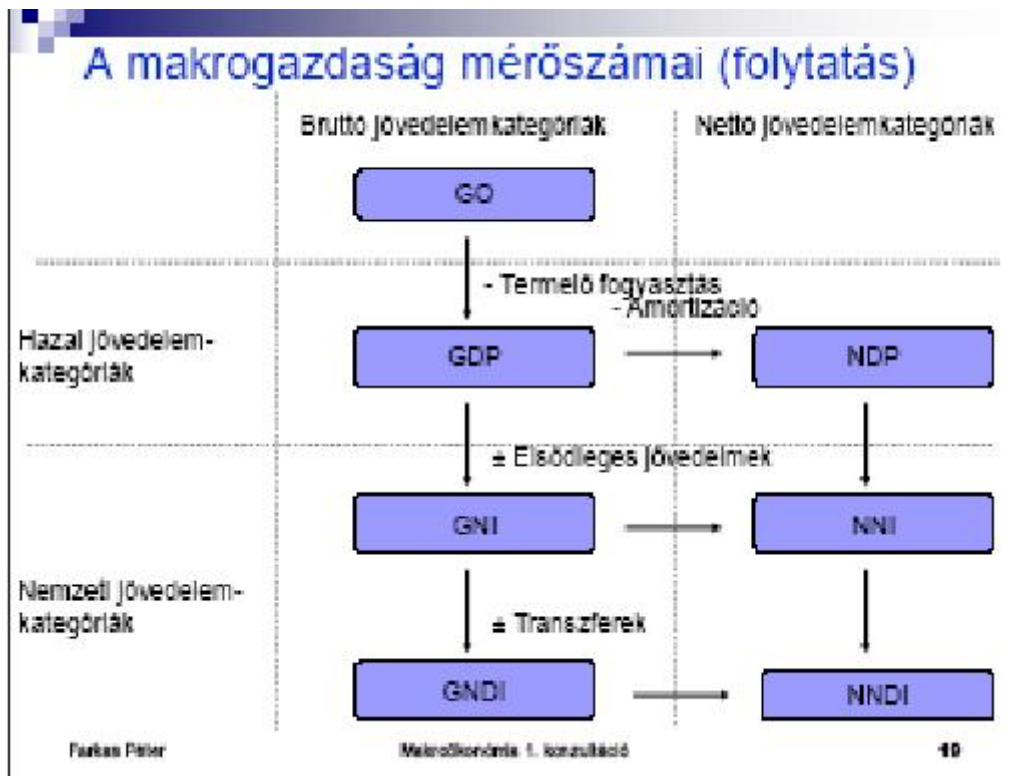 A makrogazdaság mérőszámai (folytatás)
Bruttó jövedelemkategóriák
Nettó jövedelemkategóriák
GO
- Termelő fogyasztás
- Amortizáció
Hazai jövedelem-
kategóriák
GDP
NDP
± Elsődleges jövedelmek
GNI
NNI
Nemzeti jövedelem-
kategóriák
± Transzferek
GNDI
NNDI
Farkas Péter
Makroökonómia 1. konzultáció
19